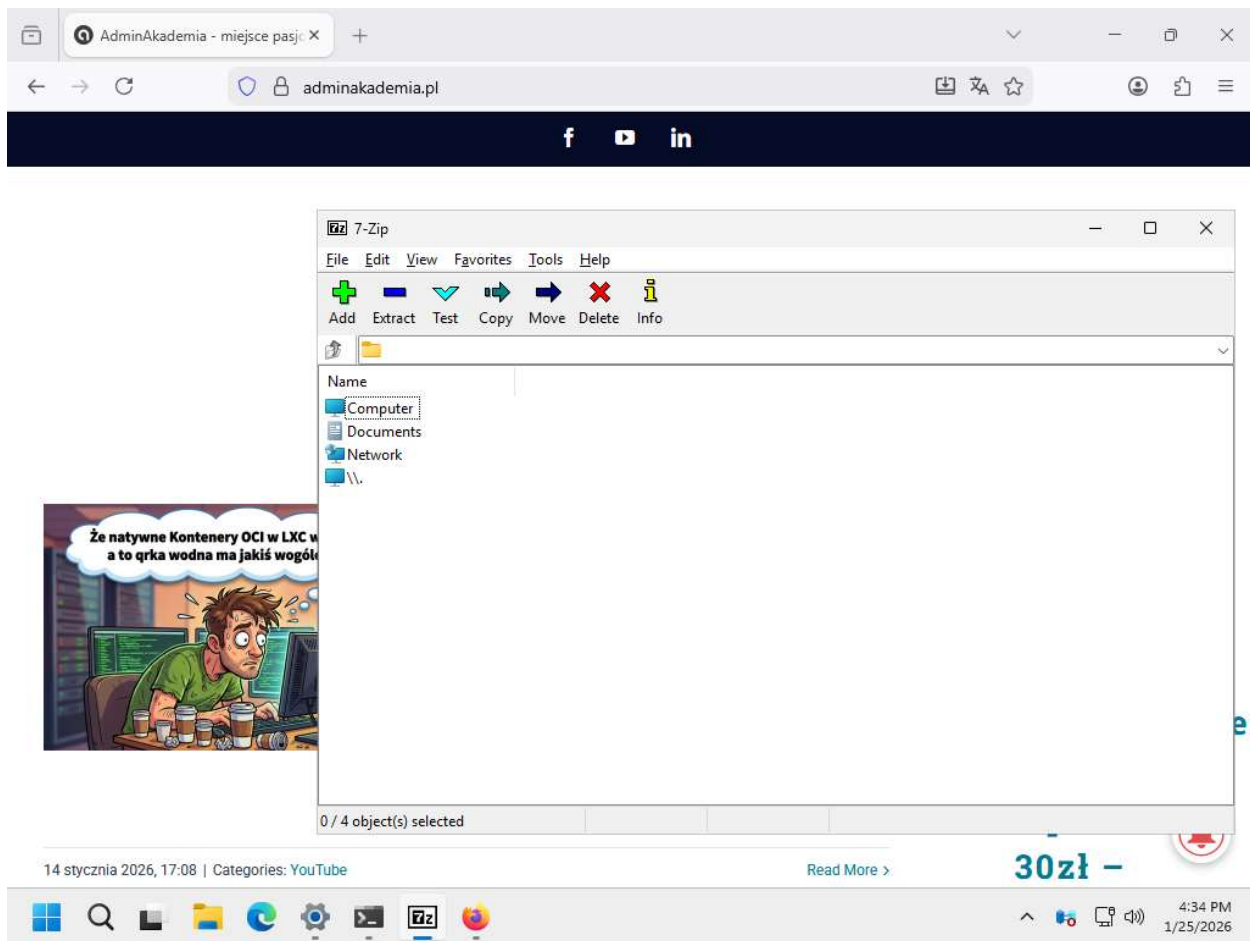 AdminAkademia - miejsce pasjo
adminakademia.pl
7-Zip
File Edit View Favorites Tools Help
Add Extract Test Copy Move Delete Info
Name
Computer
Documents
Network
\\.
Że natywne Kontenery OCI w LXC w
a to qrka wodna ma jakiś wogóle
0 / 4 object(s) selected
14 stycznia 2026, 17:08 | Categories: YouTube
Read More >
30zł –
4:34 PM
1/25/2026